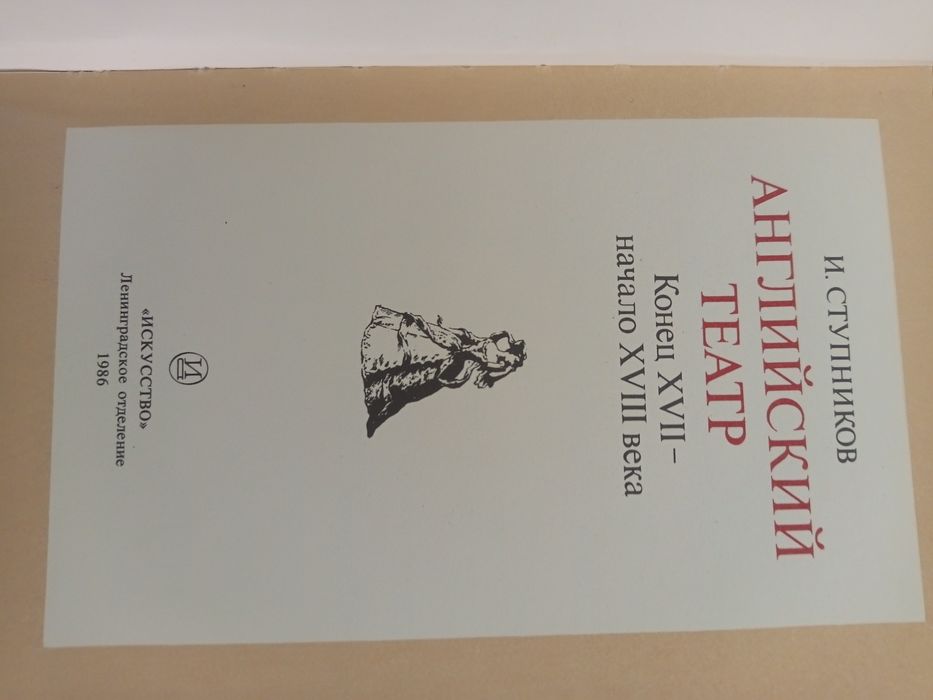 И. СТУПНИКОВ
АНГЛИЙСКИЙ
ТЕАТР
Конец XVII –
начало XVIII века
И
«ИСКУССТВО»
Ленинградское отделение
1986